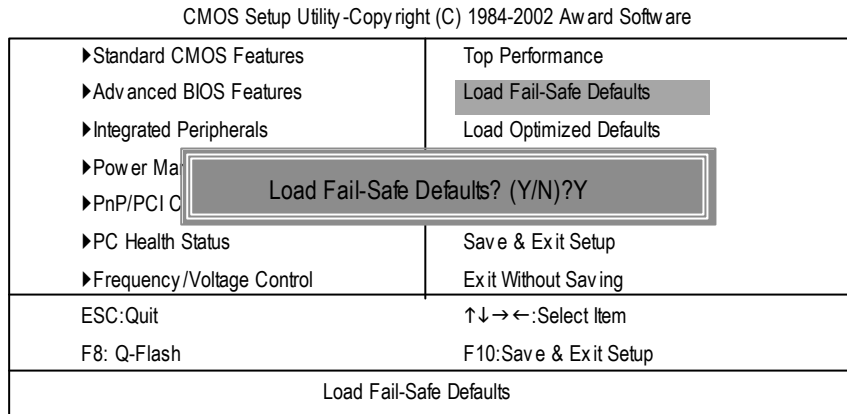 CMOS Setup Utility-Copyright (C) 1984-2002 Award Software
▶Standard CMOS Features
Top Performance
▶Advanced BIOS Features
Load Fail-Safe Defaults
▶Integrated Peripherals
Load Optimized Defaults
▶Power Ma
▶PnP/PCI C
Load Fail-Safe Defaults? (Y/N)?Y
▶PC Health Status
Save & Exit Setup
▶Frequency/Voltage Control
Exit Without Saving
ESC:Quit
↑↓→←:Select Item
F8: Q-Flash
F10:Save & Exit Setup
Load Fail-Safe Defaults